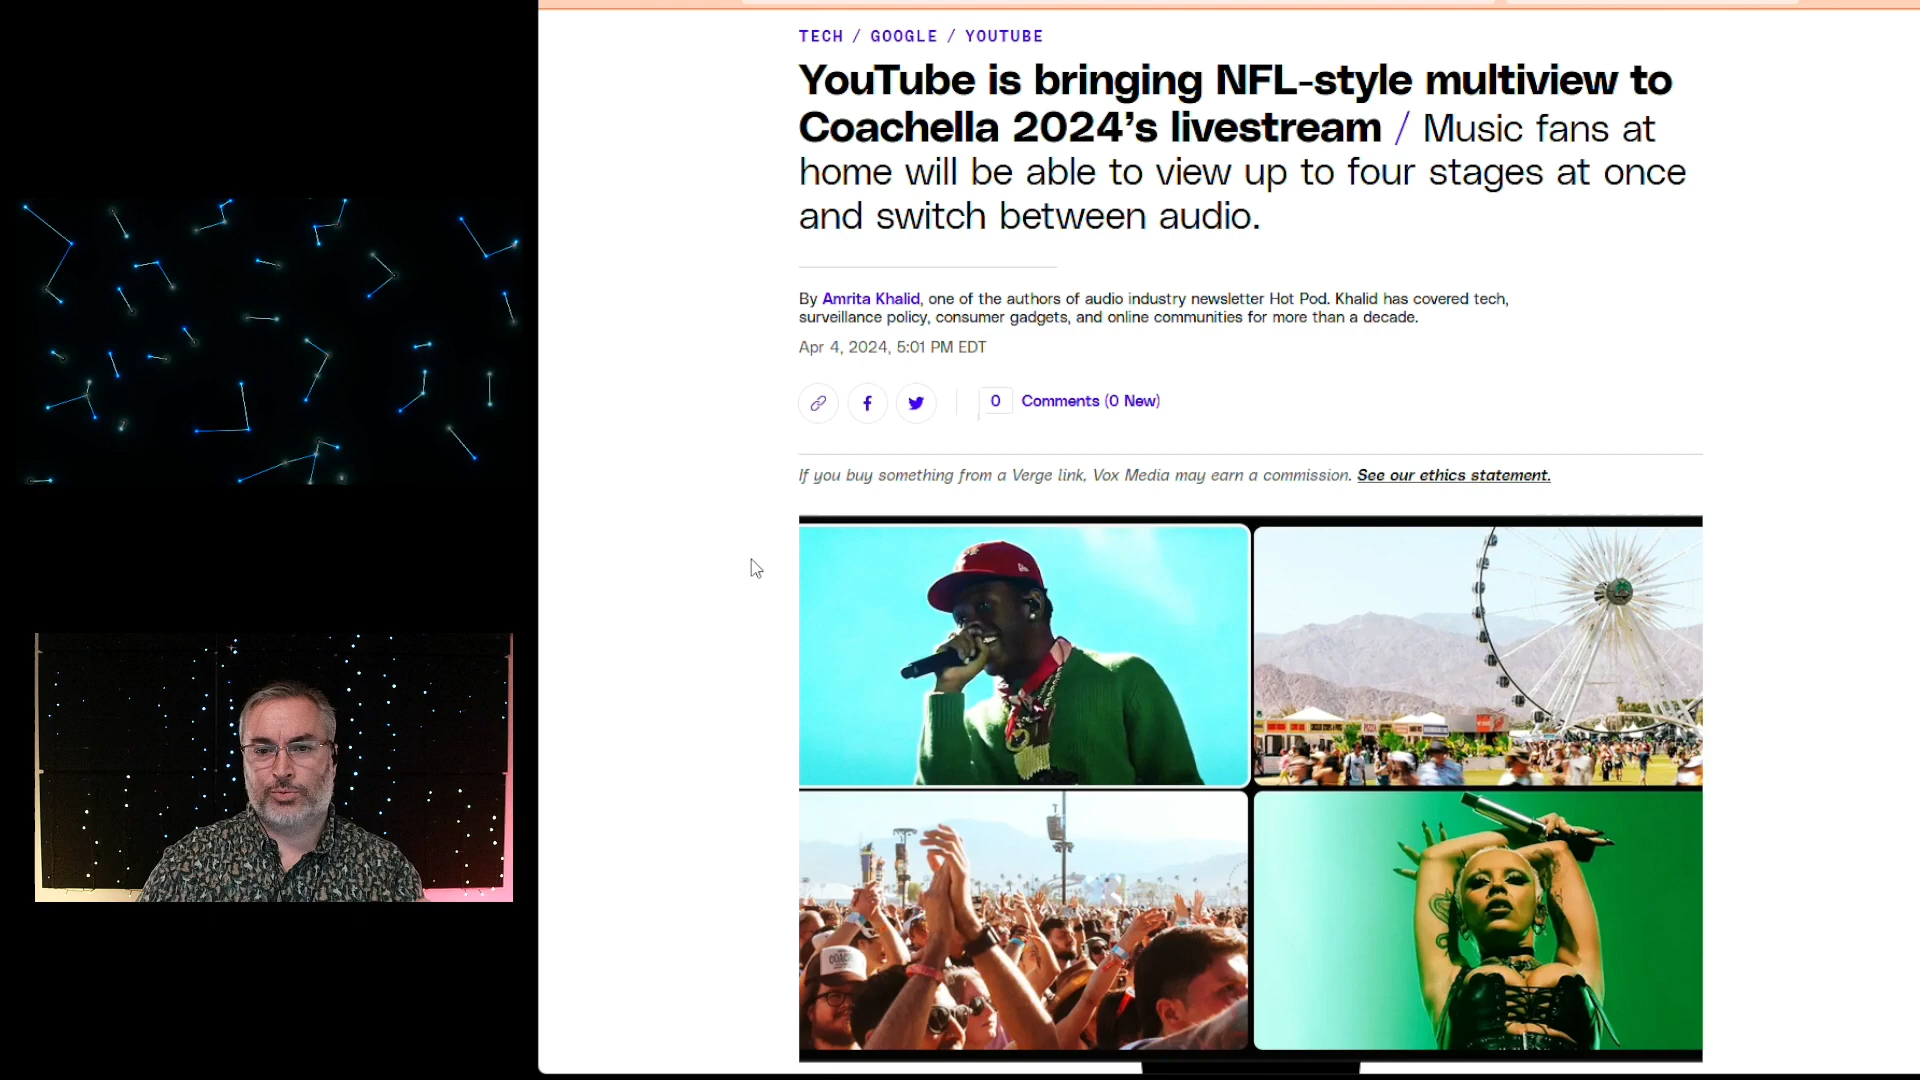 TECH / GOOGLE / YOUTUBE
YouTube is bringing NFL-style multiview to
Coachella 2024’s livestream / Music fans at
home will be able to view up to four stages at once
and switch between audio.
By Amrita Khalid, one of the authors of audio industry newsletter Hot Pod. Khalid has covered tech,
surveillance policy, consumer gadgets, and online communities for more than a decade.
Apr 4, 2024, 5:01 PM EDT
0 Comments (0 New)
If you buy something from a Verge link, Vox Media may earn a commission. See our ethics statement.